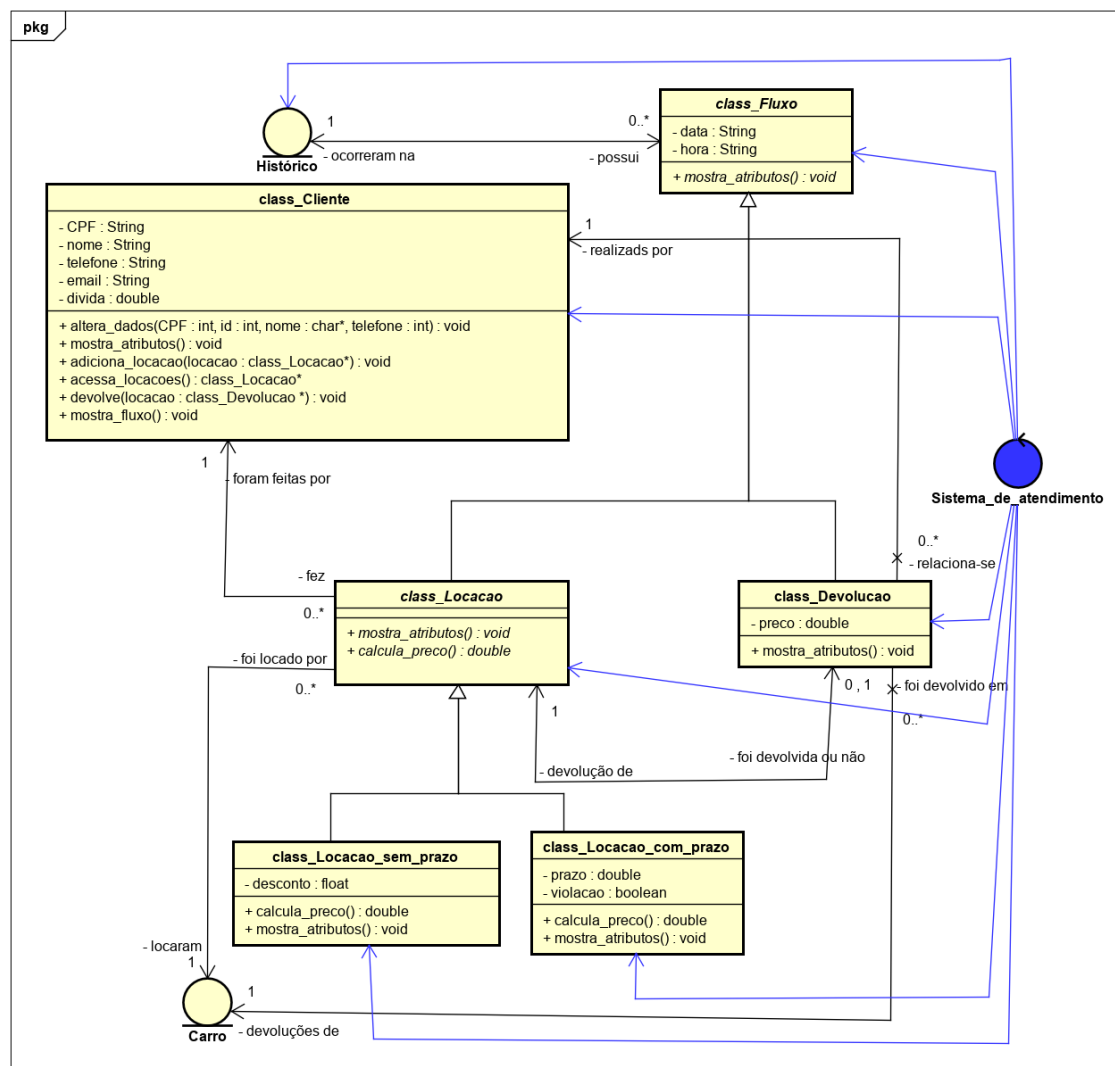 pkg
class_Fluxo
- data : String
- hora : String
+ mostra_atributos() : void
1
0..*
- ocorreram na
- possui
Histórico
class_Cliente
- CPF : String
- nome : String
- telefone : String
- email : String
- divida : double
+ altera_dados(CPF : int, id : int, nome : char*, telefone : int) : void
+ mostra_atributos() : void
+ adiciona_locacao(locacao : class_Locacao*) : void
+ acessa_locacoes() : class_Locacao*
+ devolve(locacao : class_Devolucao *) : void
+ mostra_fluxo() : void
1
- realizads por
1
- foram feitas por
Sistema_de_atendimento
0..*
- relaciona-se
- fez
0..*
class_Locacao
+ mostra_atributos() : void
+ calcula_preco() : double
class_Devolucao
- preco : double
+ mostra_atributos() : void
- foi locado por
0..*
1
0 , 1
- foi devolvido em
0..*
- devolução de
- foi devolvida ou não
class_Locacao_sem_prazo
- desconto : float
+ calcula_preco() : double
+ mostra_atributos() : void
class_Locacao_com_prazo
- prazo : double
- violacao : boolean
+ calcula_preco() : double
+ mostra_atributos() : void
- locaram
1
1
- devoluções de
Carro